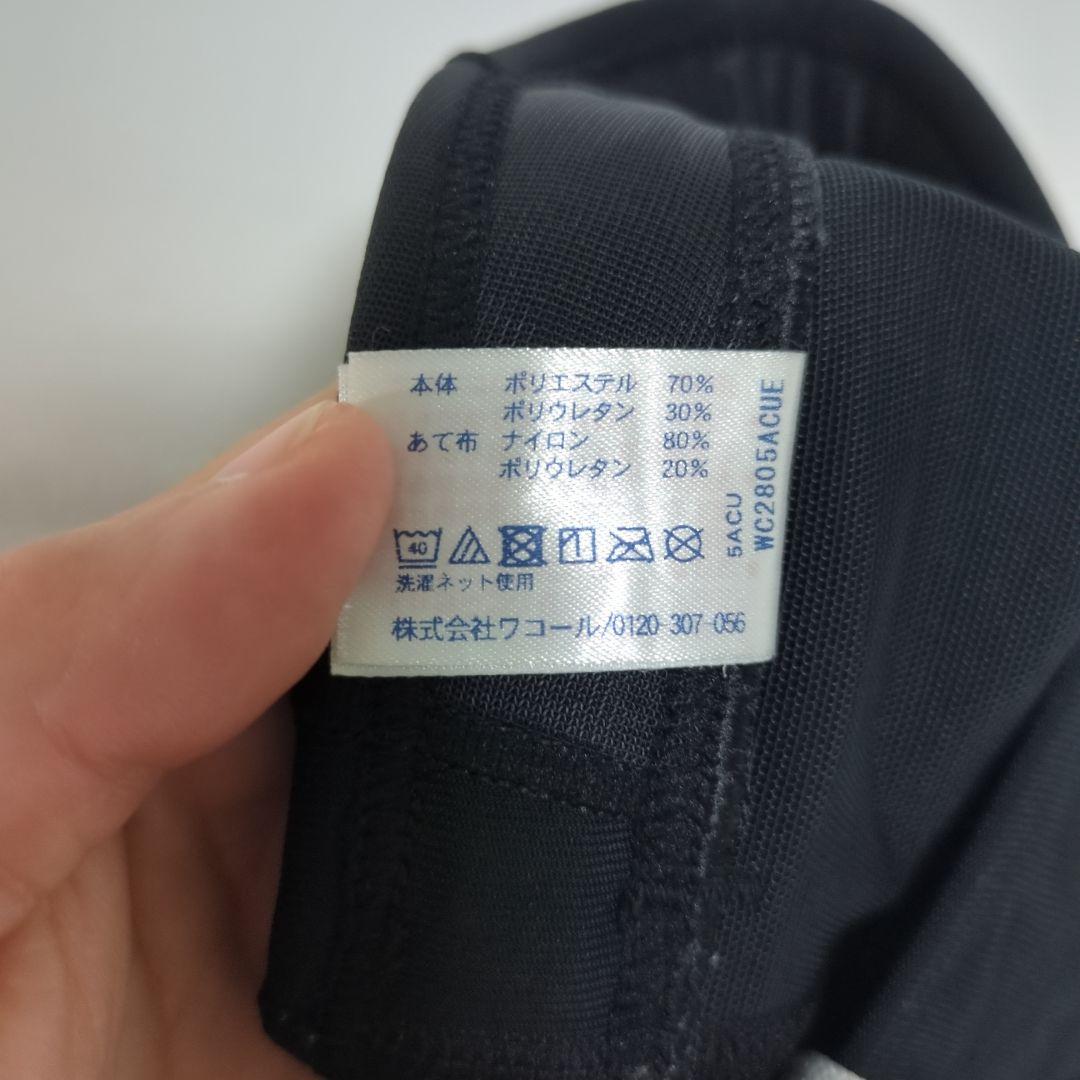 本体 ポリエステル 70%
ポリウレタン 30%
あて布 ナイロン 80%
ポリウレタン 20%
40
洗濯ネット使用
株式会社ワコール/0120-307-056
5ACU
WC2805ACUE